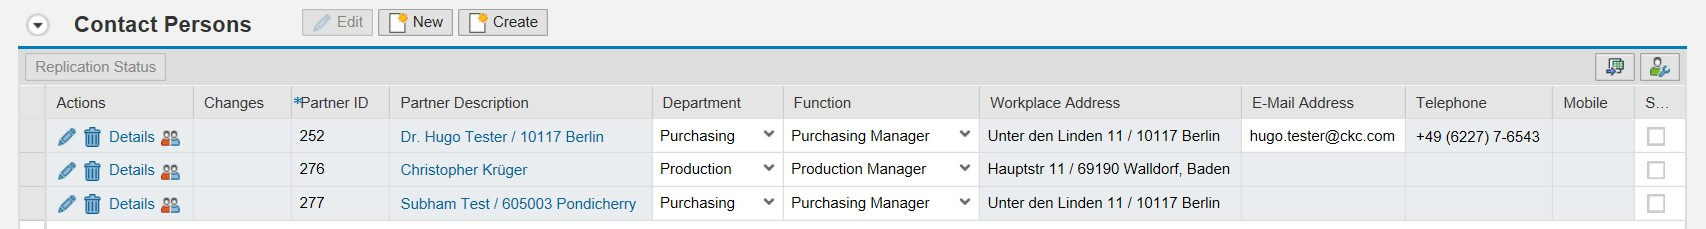 Contact Persons Edit New Create
Replication Status
Actions Changes *Partner ID Partner Description Department Function Workplace Address E-Mail Address Telephone Mobile S...
Details 252 Dr. Hugo Tester / 10117 Berlin Purchasing Purchasing Manager Unter den Linden 11 / 10117 Berlin hugo.tester@ckc.com +49 (6227) 7-6543
Details 276 Christopher Krüger Production Production Manager Hauptstr 11 / 69190 Walldorf, Baden
Details 277 Subham Test / 605003 Pondicherry Purchasing Purchasing Manager Unter den Linden 11 / 10117 Berlin